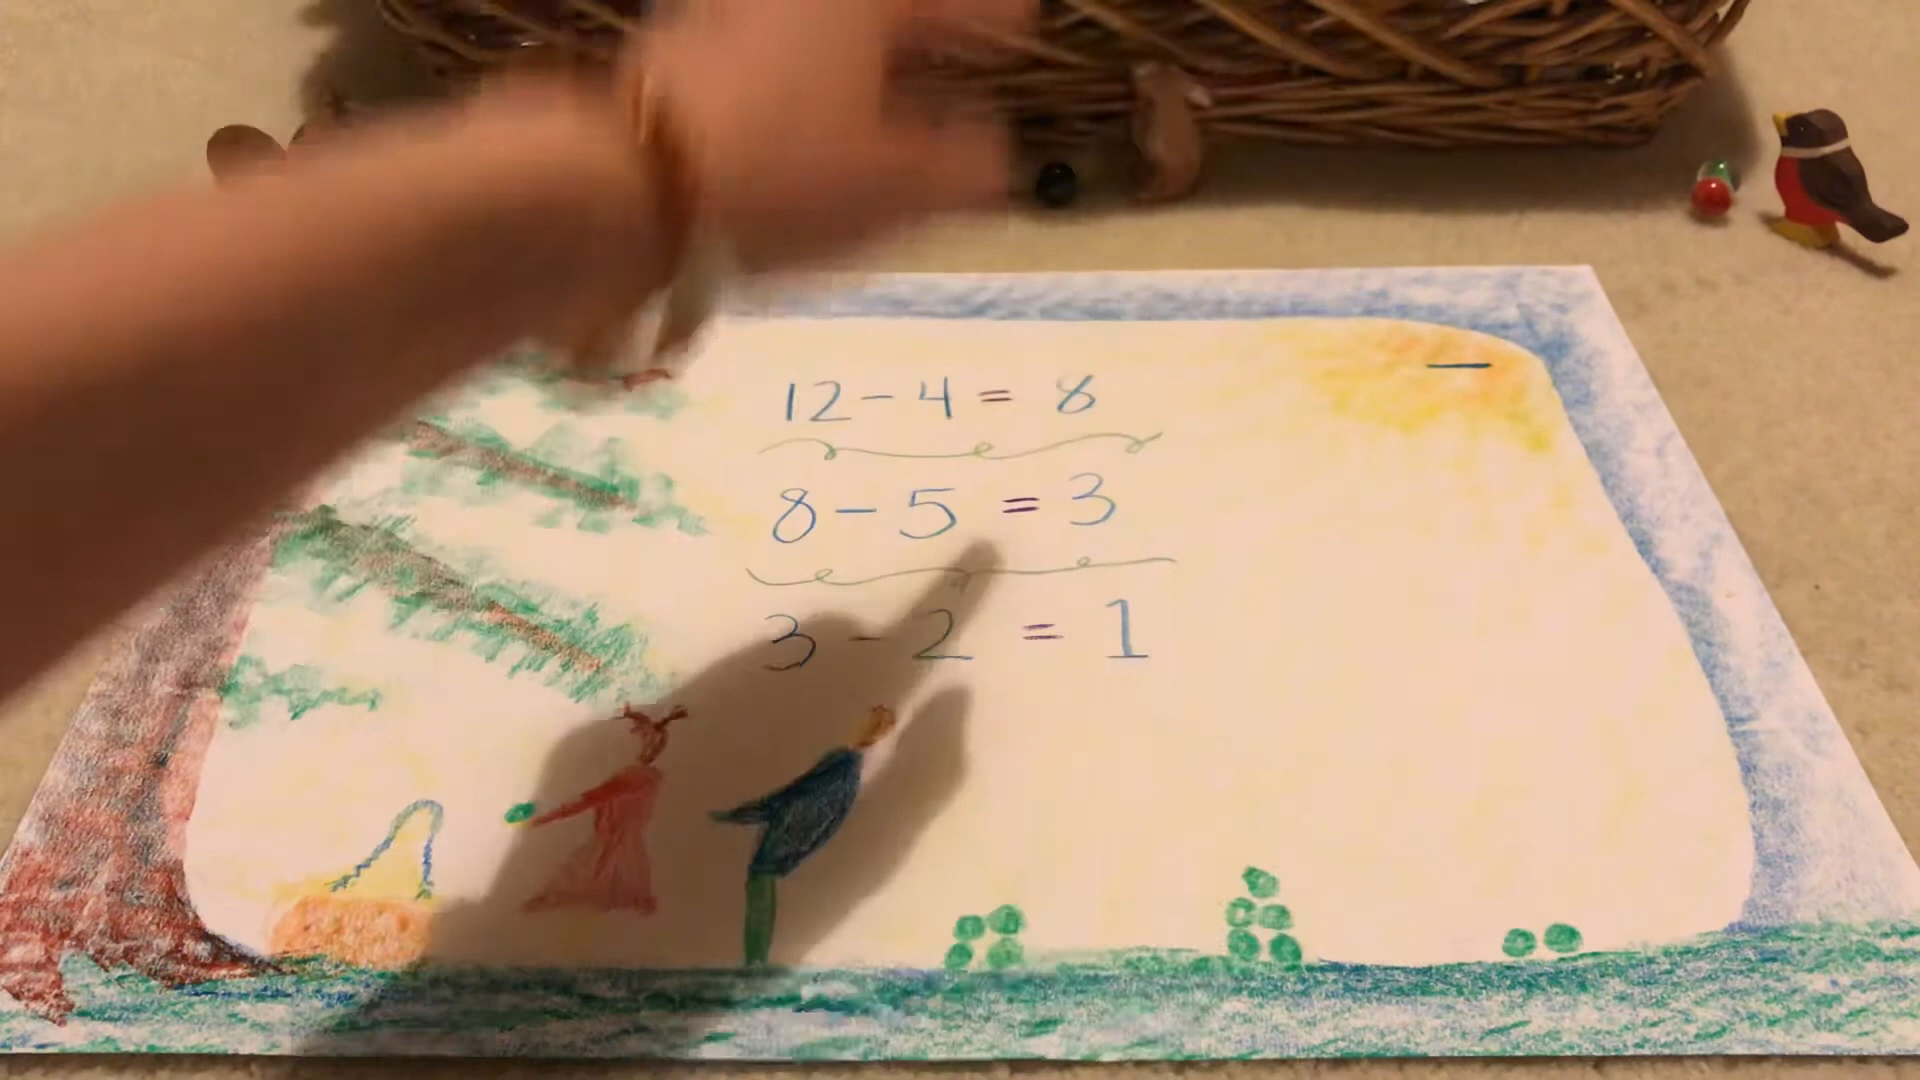 12 - 4 = 8
8 - 5 = 3
3 - 2 = 1
—